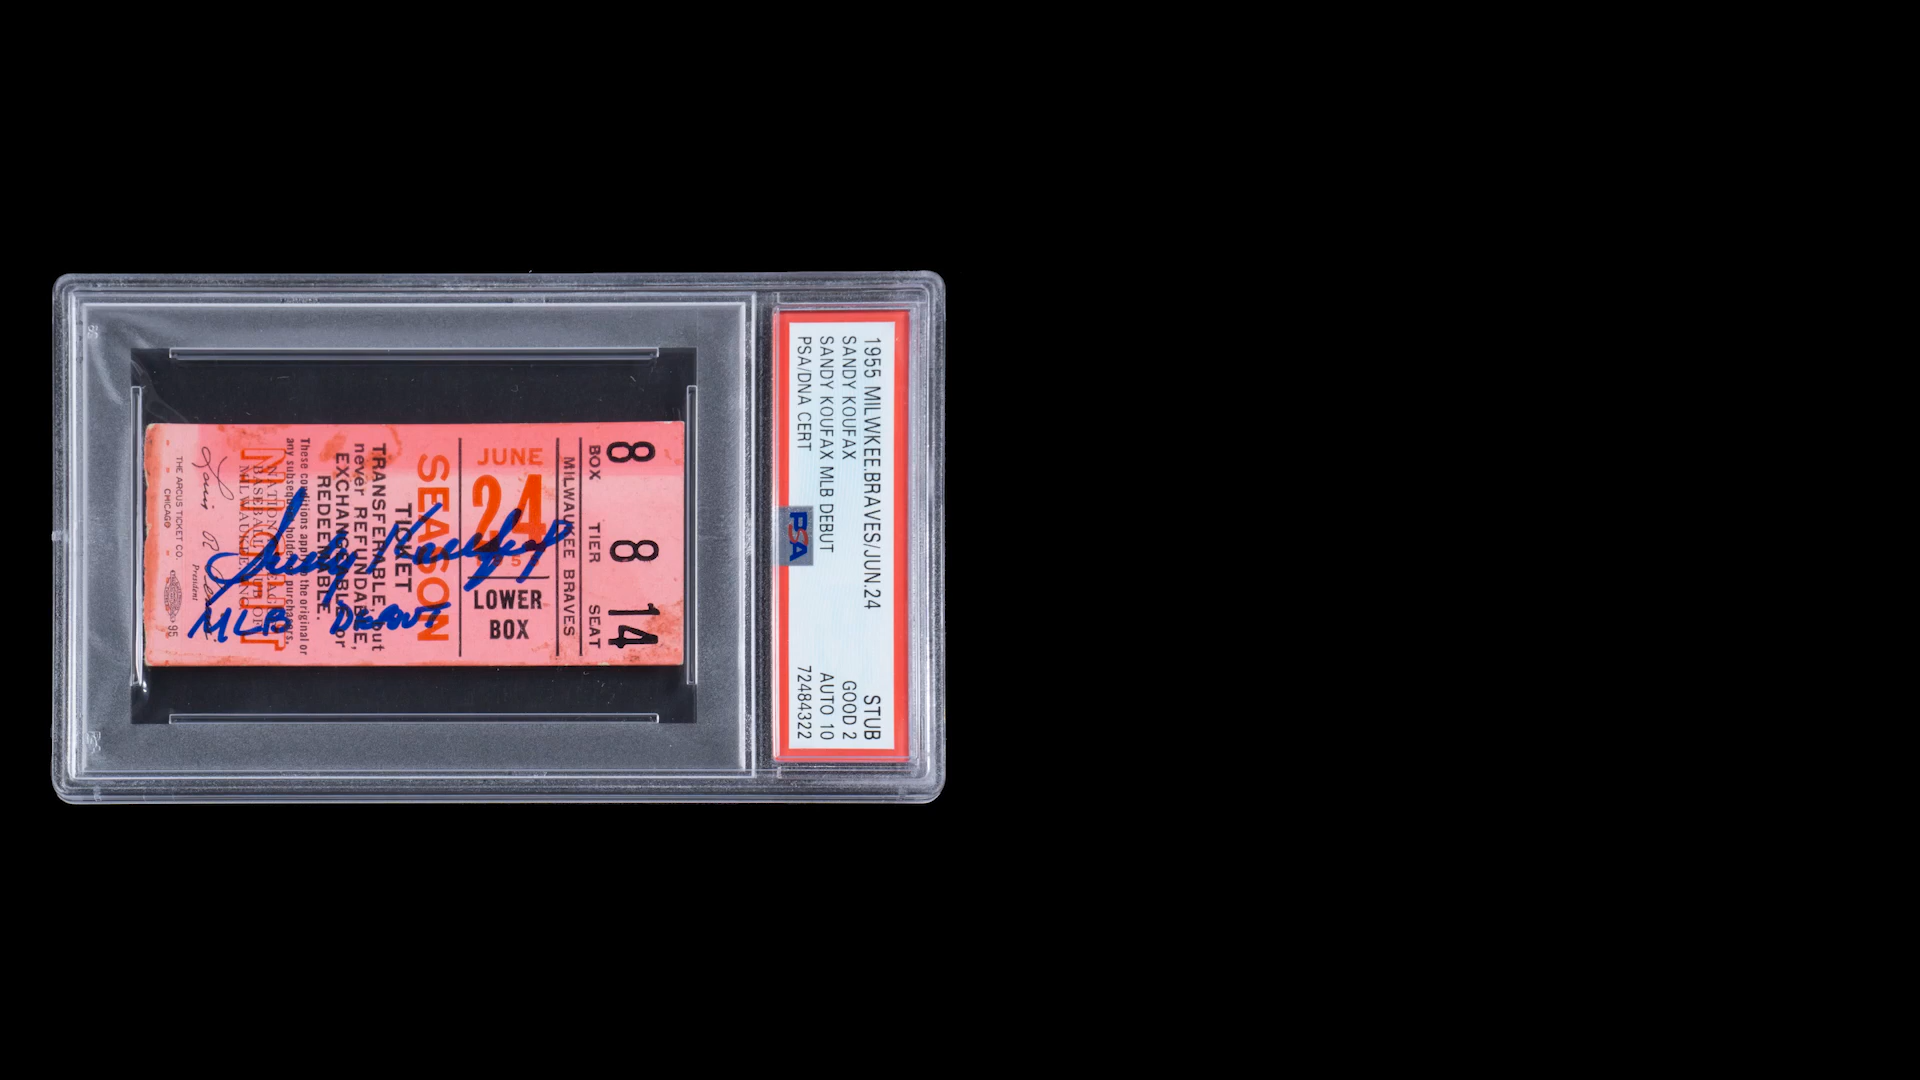 1955 MILWKEE.BRAVES/JUN.24 STUB
SANDY KOUFAX GOOD 2
SANDY KOUFAX MLB DEBUT AUTO 10
PSA/DNA CERT 72484322
PSA
8 8 14
BOX TIER SEAT
MILWAUKEE BRAVES
JUNE
24
LOWER
BOX
SEASON
TICKET
TRANSFERABLE, but
never REFUNDABLE,
EXCHANGEABLE or
REDEEMABLE.
These conditions apply to the original or
any subsequent holders, purchasers,
NIGHT
Sandy Koufax
MLB DEBUT
President
THE ARCUS TICKET CO.
CHICAGO
95